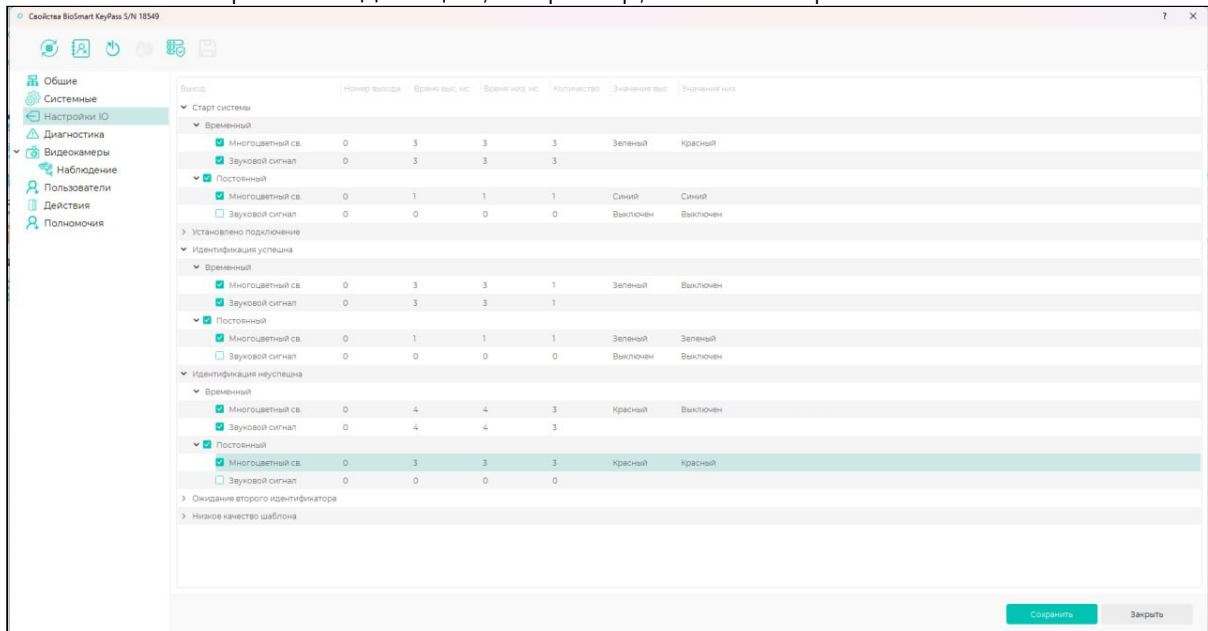 Свойства BioSmart KeyPass S/N 18549
?
Общие
Системные
Настройки IO
Диагностика
Видеокамеры
Наблюдение
Пользователи
Действия
Полномочия
Выход Номер выхода Время выс, мс Время низ, мс Количество Значение выс Значения низ
Старт системы
Временный
Многоцветный св. 0 3 3 3 Зеленый Красный
Звуковой сигнал 0 3 3 3
Постоянный
Многоцветный св. 0 1 1 1 Синий Синий
Звуковой сигнал 0 0 0 0 Выключен Выключен
Установлено подключение
Идентификация успешна
Временный
Многоцветный св. 0 3 3 1 Зеленый Выключен
Звуковой сигнал 0 3 3 1
Постоянный
Многоцветный св. 0 1 1 1 Зеленый Зеленый
Звуковой сигнал 0 0 0 0 Выключен Выключен
Идентификация неуспешна
Временный
Многоцветный св. 0 4 4 3 Красный Выключен
Звуковой сигнал 0 4 4 3
Постоянный
Многоцветный св. 0 3 3 3 Красный Красный
Звуковой сигнал 0 0 0 0
Ожидание второго идентификатора
Низкое качество шаблона
Сохранить Закрыть